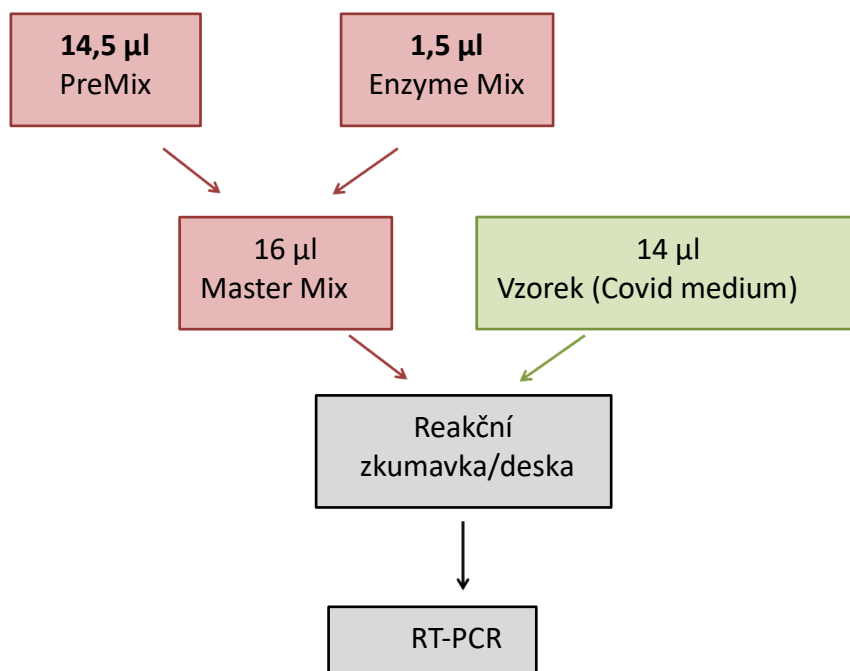 14,5 µl
PreMix
1,5 µl
Enzyme Mix
16 µl
Master Mix
14 µl
Vzorek (Covid medium)
Reakční
zkumavka/deska
RT-PCR